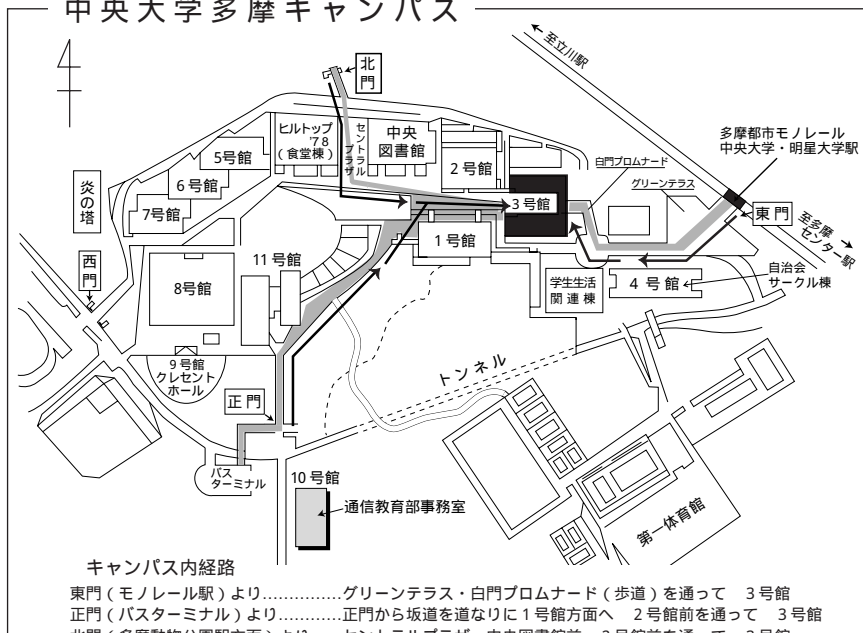 中央大学多摩キャンパス
至立川駅
北門
多摩都市モノレール
中央大学・明星大学駅
ヒルトップ
'78
(食堂棟)
セントラル
プラザ
中央
図書館
2号館
白門プロムナード
グリーンテラス
5号館
6号館
7号館
炎の塔
3号館
東門
至多摩
センター駅
1号館
11号館
西門
8号館
学生生活
関連棟
4号館
自治会
サークル棟
9号館
クレセント
ホール
トンネル
正門
バス
ターミナル
10号館
通信教育部事務室
第一体育館
キャンパス内経路
東門(モノレール駅)より……………グリーンテラス・白門プロムナード(歩道)を通って 3号館
正門(バスターミナル)より…………正門から坂道を道なりに1号館方面へ 2号館前を通って 3号館